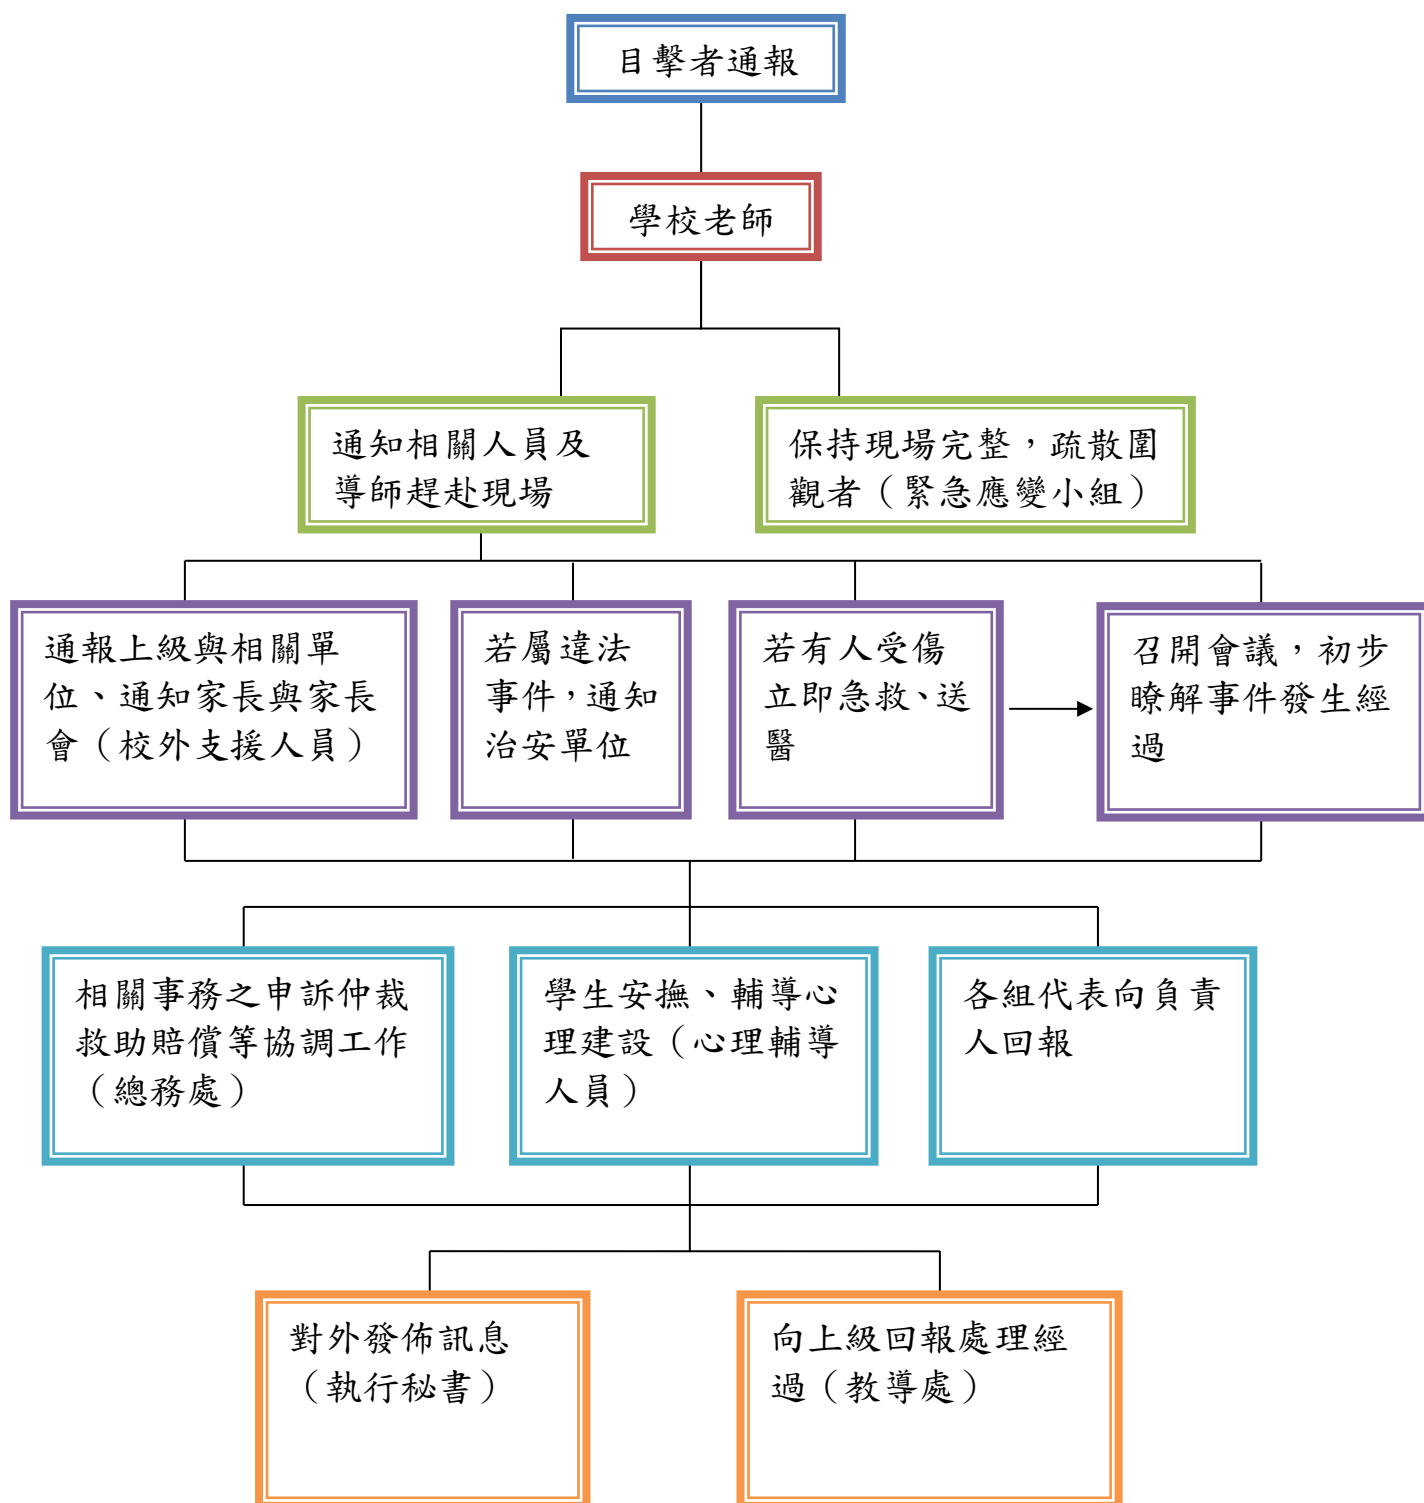 目擊者通報
學校老師
通知相關人員及
導師趕赴現場
保持現場完整，疏散圍
觀者（緊急應變小組）
通報上級與相關單
位、通知家長與家長
會（校外支援人員）
若屬違法
事件，通知
治安單位
若有人受傷
立即急救、送
醫
召開會議，初步
瞭解事件發生經
過
相關事務之申訴仲裁
救助賠償等協調工作
（總務處）
學生安撫、輔導心
理建設（心理輔導
人員）
各組代表向負責
人回報
對外發佈訊息
（執行秘書）
向上級回報處理經
過（教導處）